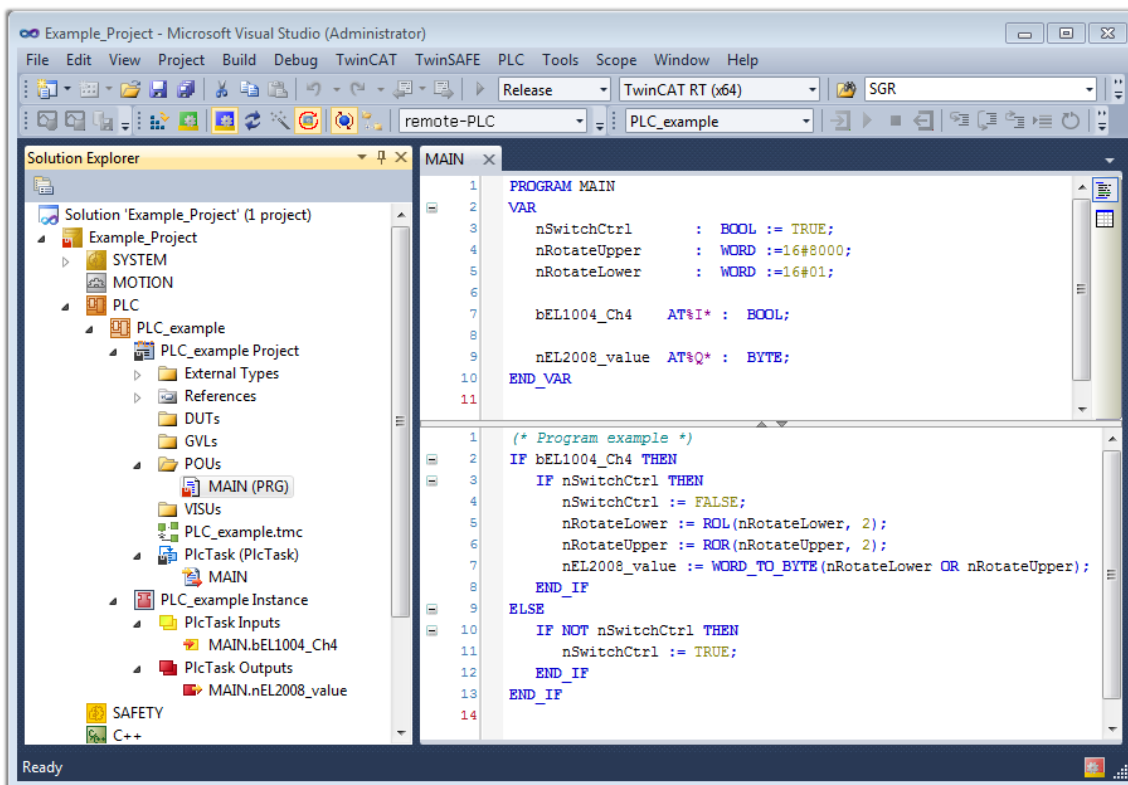 Example_Project - Microsoft Visual Studio (Administrator)
File Edit View Project Build Debug TwinCAT TwinSAFE PLC Tools Scope Window Help
Release TwinCAT RT (x64) SGR
remote-PLC PLC_example
Solution Explorer
Solution 'Example_Project' (1 project)
Example_Project
SYSTEM
MOTION
PLC
PLC_example
PLC_example Project
External Types
References
DUTs
GVLs
POUs
MAIN (PRG)
VISUs
PLC_example.tmc
PlcTask (PlcTask)
MAIN
PLC_example Instance
PlcTask Inputs
MAIN.bEL1004_Ch4
PlcTask Outputs
MAIN.nEL2008_value
SAFETY
C++
MAIN
1 PROGRAM MAIN
2 VAR
3 nSwitchCtrl : BOOL := TRUE;
4 nRotateUpper : WORD :=16#8000;
5 nRotateLower : WORD :=16#01;
6
7 bEL1004_Ch4 AT%I* : BOOL;
8
9 nEL2008_value AT%Q* : BYTE;
10 END_VAR
11
1 (* Program example *)
2 IF bEL1004_Ch4 THEN
3 IF nSwitchCtrl THEN
4 nSwitchCtrl := FALSE;
5 nRotateLower := ROL(nRotateLower, 2);
6 nRotateUpper := ROR(nRotateUpper, 2);
7 nEL2008_value := WORD_TO_BYTE(nRotateLower OR nRotateUpper);
8 END_IF
9 ELSE
10 IF NOT nSwitchCtrl THEN
11 nSwitchCtrl := TRUE;
12 END_IF
13 END_IF
14
Ready